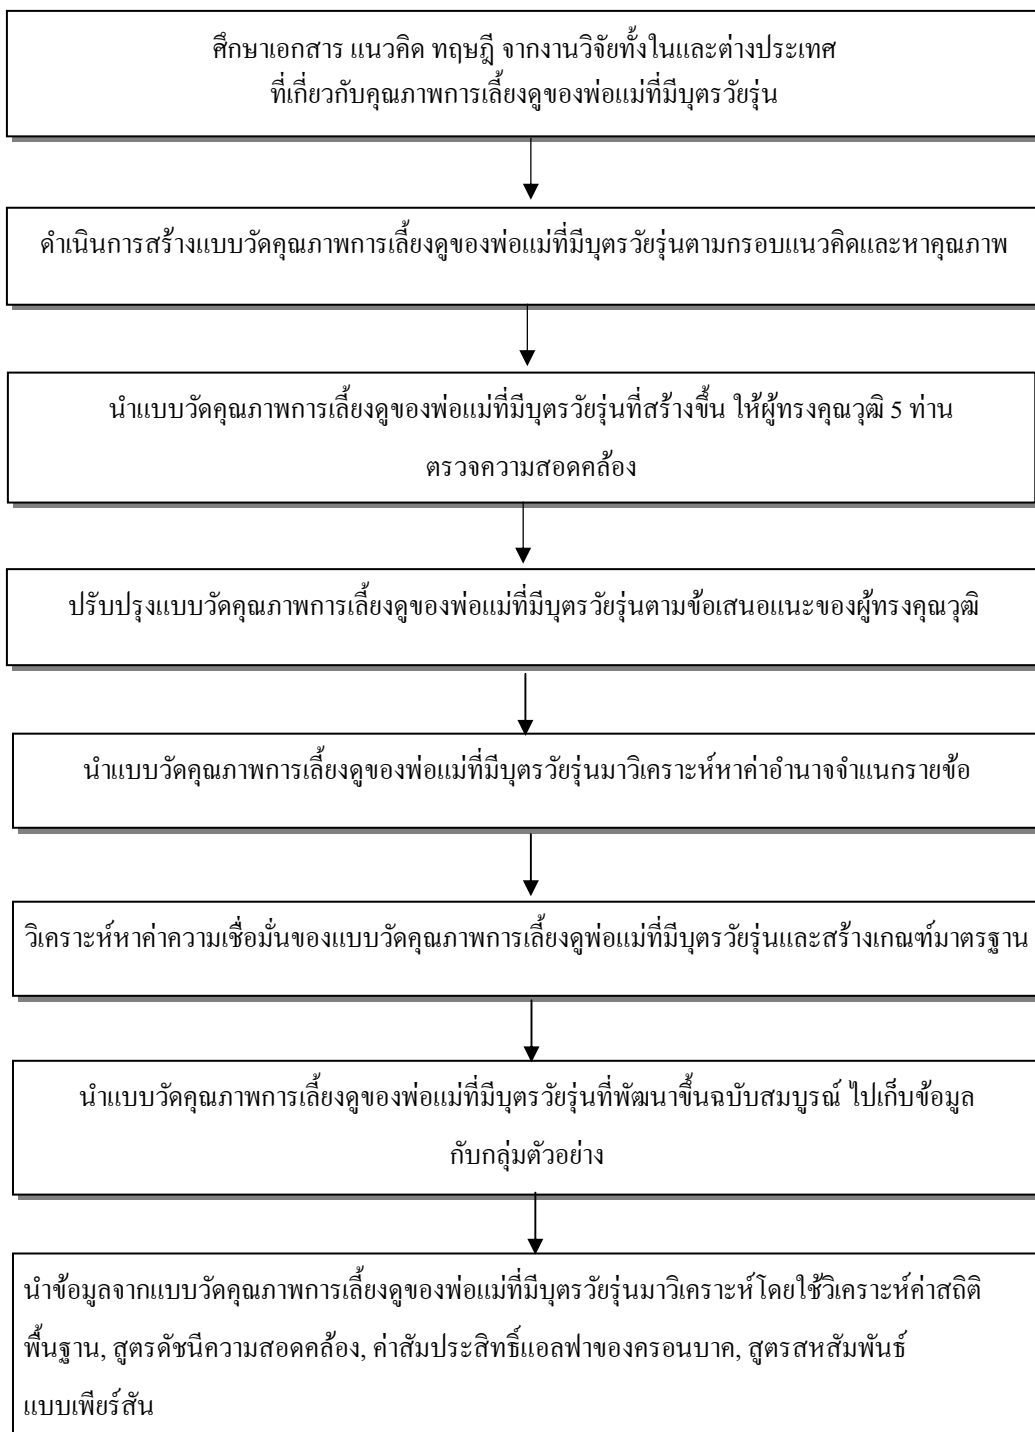 ศึกษาเอกสาร แนวคิด ทฤษฎี จากงานวิจัยทั้งในและต่างประเทศ
ที่เกี่ยวกับคุณภาพการเลี้ยงดูของพ่อแม่ที่มีบุตรวัยรุ่น
ดำเนินการสร้างแบบวัดคุณภาพการเลี้ยงดูของพ่อแม่ที่มีบุตรวัยรุ่นตามกรอบแนวคิดและหาคุณภาพ
นำแบบวัดคุณภาพการเลี้ยงดูของพ่อแม่ที่มีบุตรวัยรุ่นที่สร้างขึ้น ให้ผู้ทรงคุณวุฒิ 5 ท่าน
ตรวจความสอดคล้อง
ปรับปรุงแบบวัดคุณภาพการเลี้ยงดูของพ่อแม่ที่มีบุตรวัยรุ่นตามข้อเสนอแนะของผู้ทรงคุณวุฒิ
นำแบบวัดคุณภาพการเลี้ยงดูของพ่อแม่ที่มีบุตรวัยรุ่นมาวิเคราะห์หาค่าอำนาจจำแนกรายข้อ
วิเคราะห์หาค่าความเชื่อมั่นของแบบวัดคุณภาพการเลี้ยงดูพ่อแม่ที่มีบุตรวัยรุ่นและสร้างเกณฑ์มาตรฐาน
นำแบบวัดคุณภาพการเลี้ยงดูของพ่อแม่ที่มีบุตรวัยรุ่นที่พัฒนาขึ้นฉบับสมบูรณ์ ไปเก็บข้อมูล
กับกลุ่มตัวอย่าง
นำข้อมูลจากแบบวัดคุณภาพการเลี้ยงดูของพ่อแม่ที่มีบุตรวัยรุ่นมาวิเคราะห์โดยใช้วิเคราะห์ค่าสถิติ
พื้นฐาน, สูตรดัชนีความสอดคล้อง, ค่าสัมประสิทธิ์แอลฟาของครอนบาค, สูตรสหสัมพันธ์
แบบเพียร์สัน